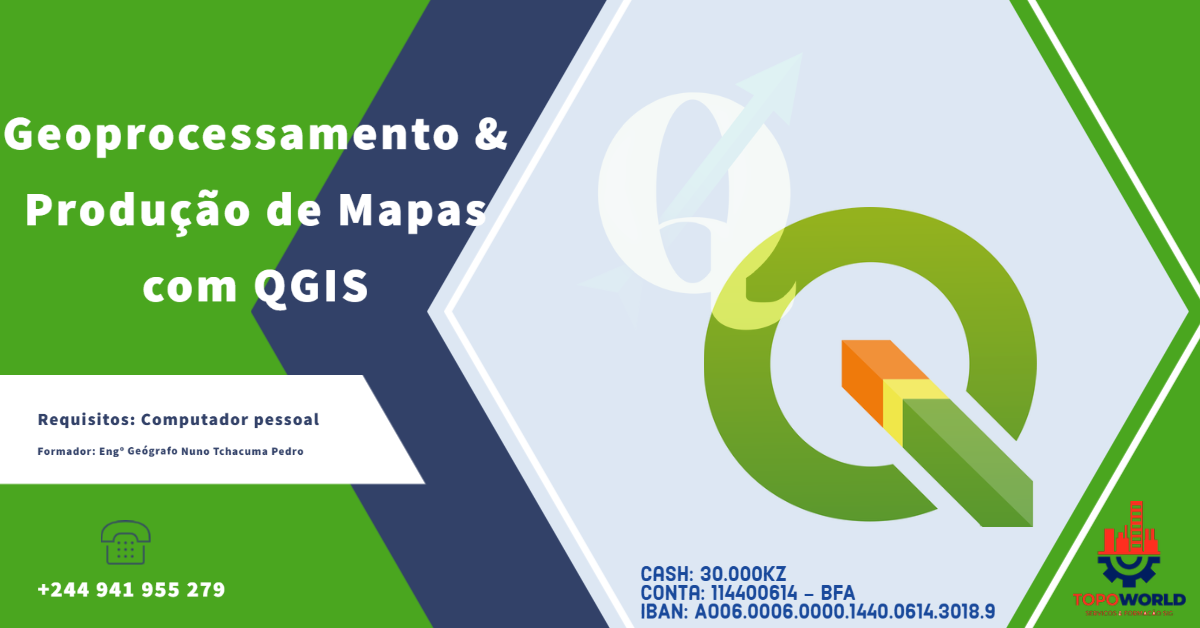 Geoprocessamento &
Produção de Mapas
com QGIS
Requisitos: Computador pessoal
Formador: Engº Geógrafo Nuno Tchacuma Pedro
+244 941 955 279
CASH: 30.000KZ
CONTA: 114400614 – BFA
IBAN: AO06.0006.0000.1440.0614.3018.9
TOPOWORLD